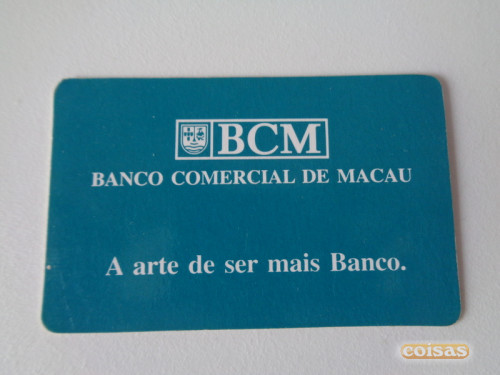 BCM
BANCO COMERCIAL DE MACAU
A arte de ser mais Banco.
coisas